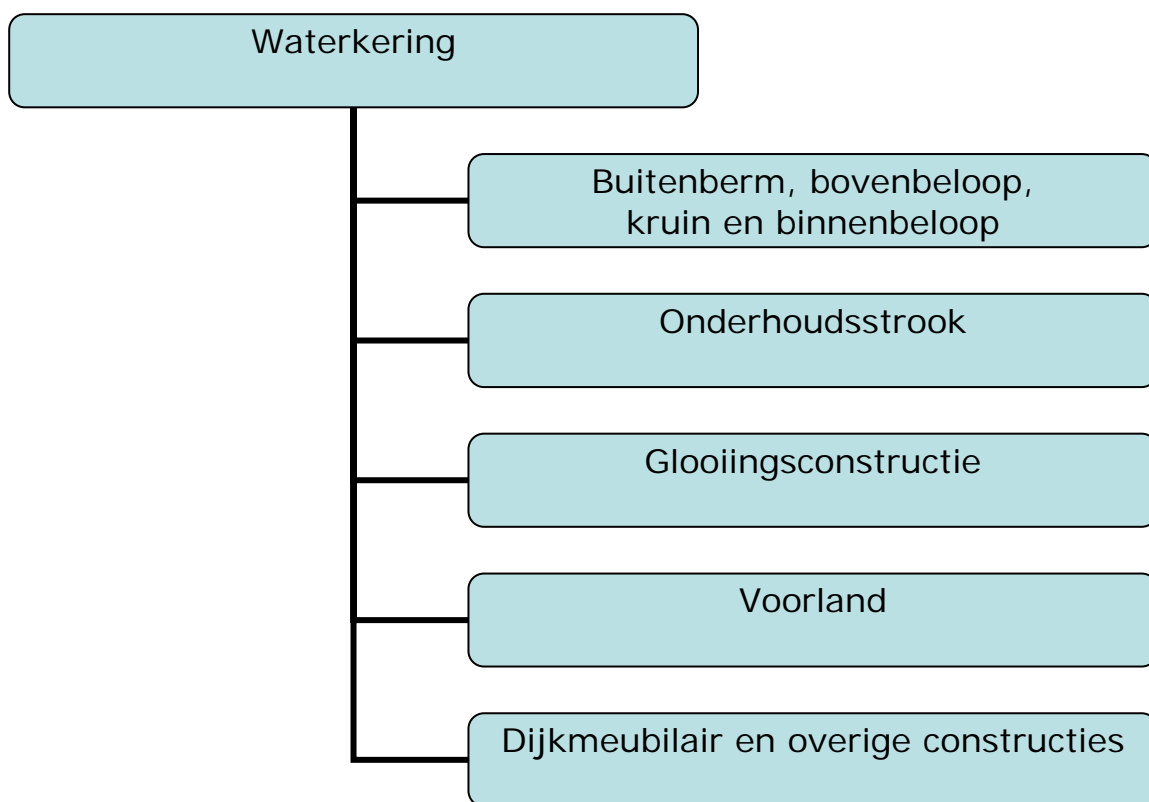 Waterkering
Buitenberm, bovenbeloop,
kruin en binnenbeloop
Onderhoudsstrook
Glooiingsconstructie
Voorland
Dijkmeubilair en overige constructies